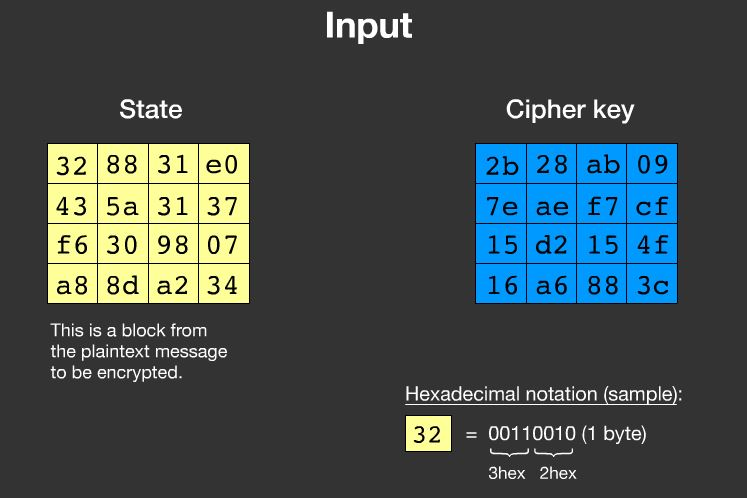 Input
State
32 88 31 e0
43 5a 31 37
f6 30 98 07
a8 8d a2 34
This is a block from
the plaintext message
to be encrypted.
Cipher key
2b 28 ab 09
7e ae f7 cf
15 d2 15 4f
16 a6 88 3c
Hexadecimal notation (sample):
32 = 00110010 (1 byte)
3hex 2hex